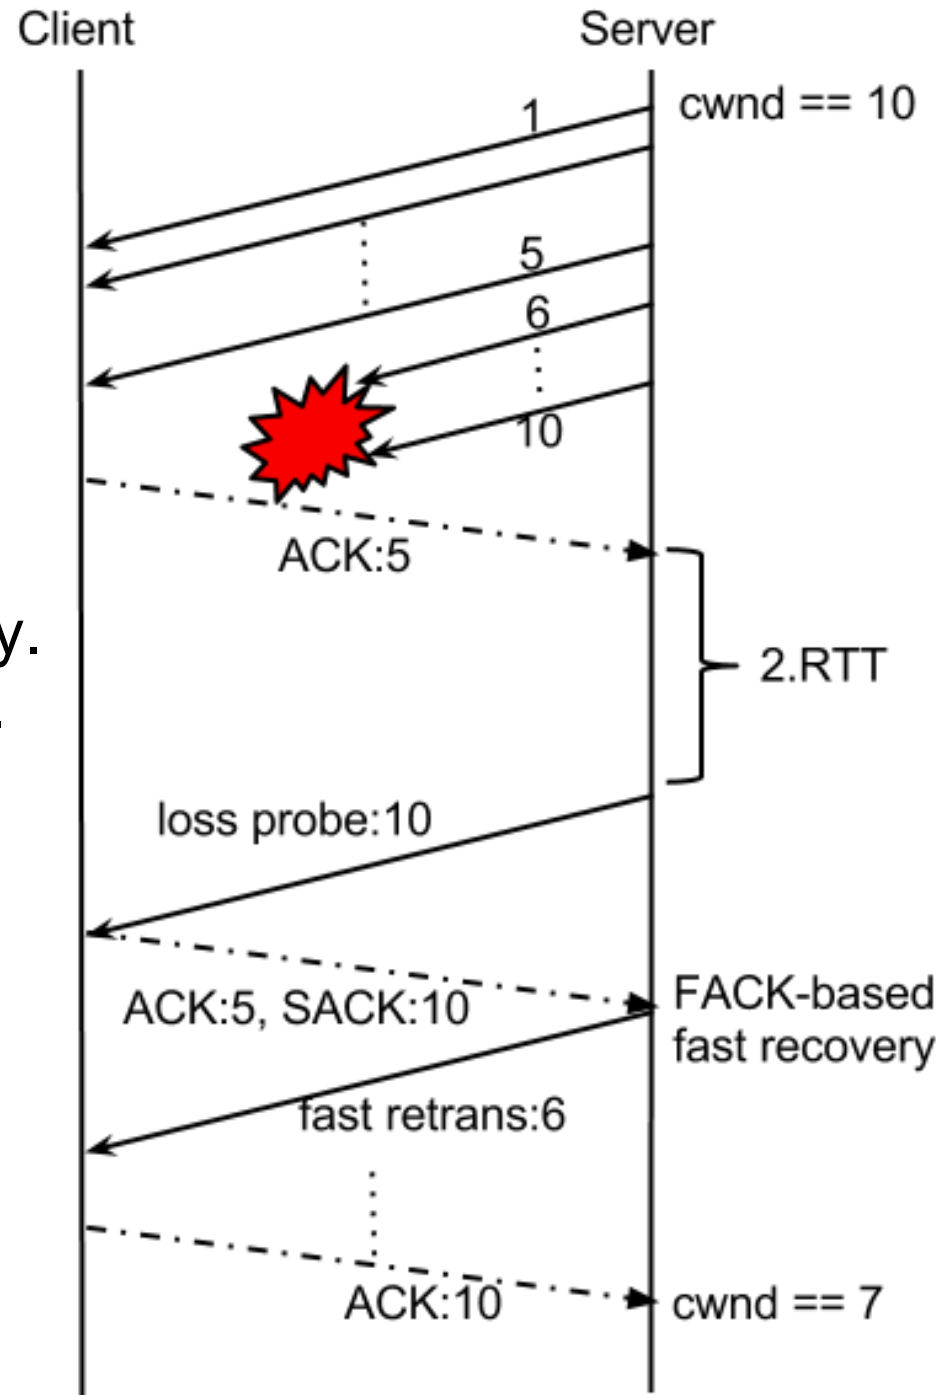 Client
Server
cwnd == 10
1
5
6
10
ACK:5
y.
.
2.RTT
loss probe:10
ACK:5, SACK:10
FACK-based
fast recovery
fast retrans:6
ACK:10
cwnd == 7